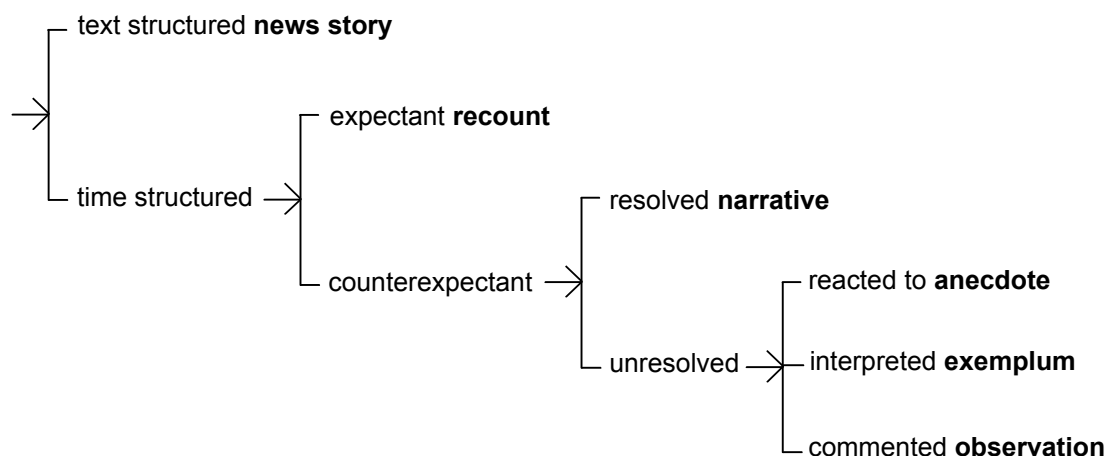 text structured news story
expectant recount
time structured
resolved narrative
counterexpectant
reacted to anecdote
unresolved
interpreted exemplum
commented observation